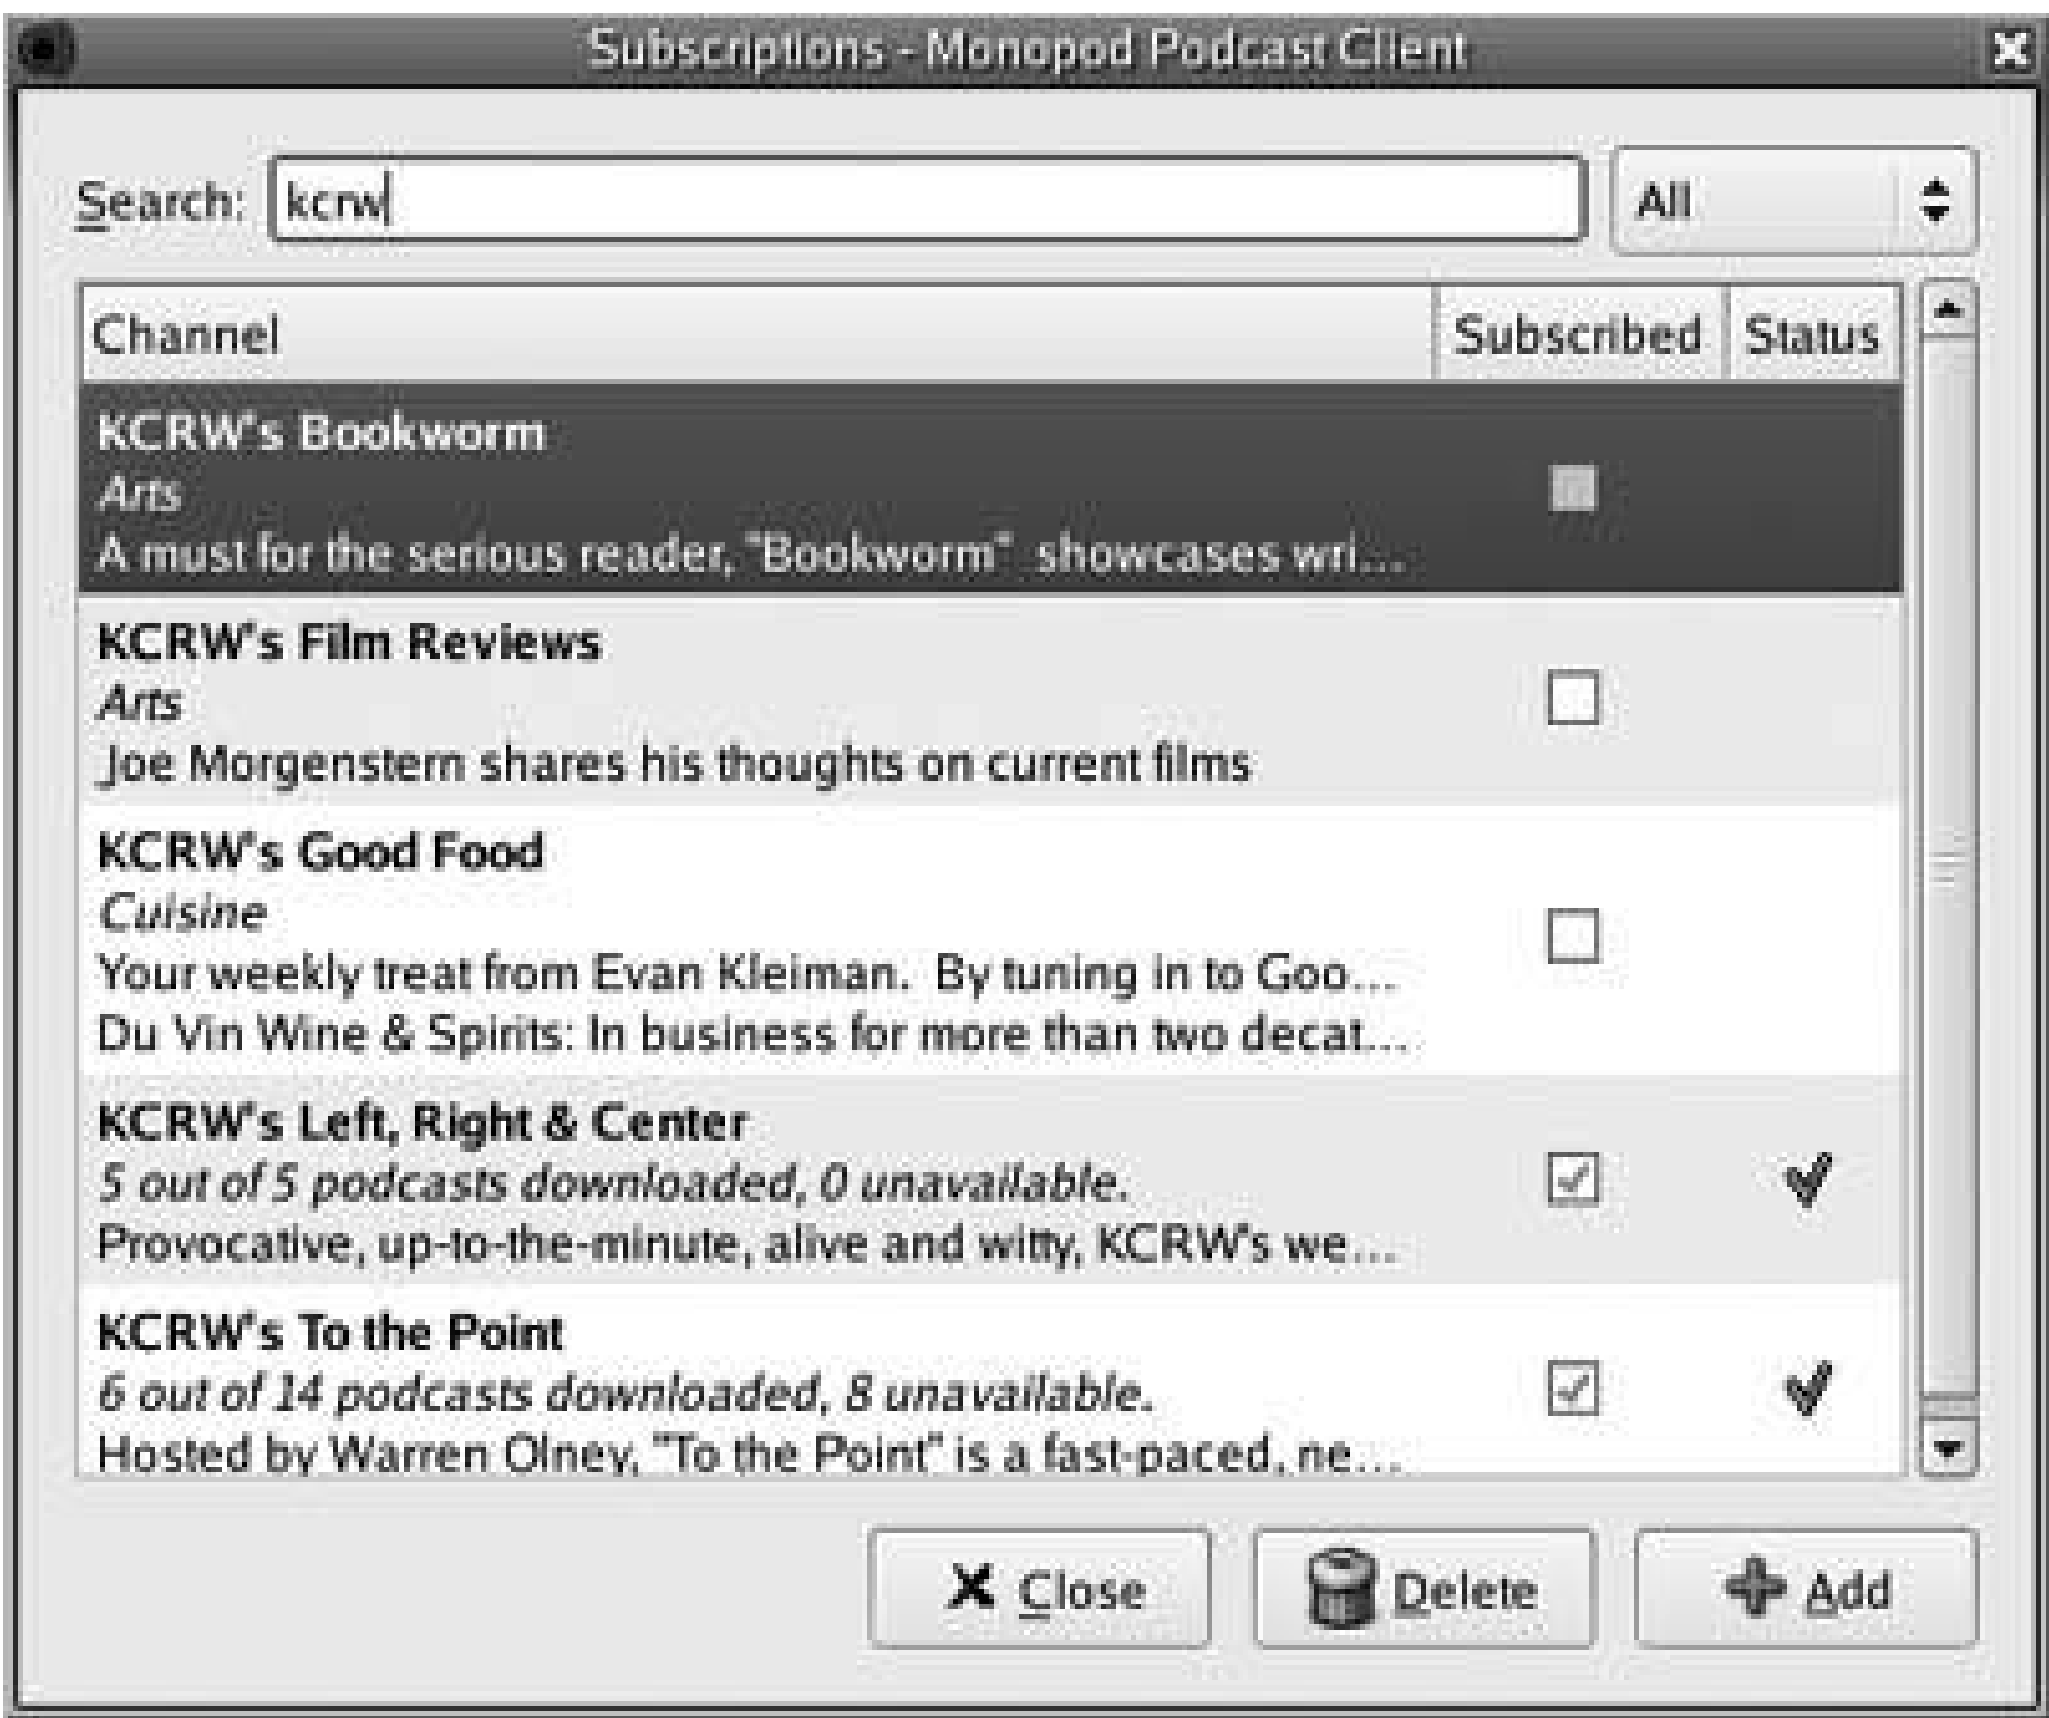 Subscriptions - Monopod Podcast Client
Search: kcrw All
Channel Subscribed Status
KCRW's Bookworm
Arts
A must for the serious reader, "Bookworm" showcases wri...
KCRW's Film Reviews
Arts
Joe Morgenstern shares his thoughts on current films
KCRW's Good Food
Cuisine
Your weekly treat from Evan Kleiman. By tuning in to Goo...
Du Vin Wine & Spirits: In business for more than two decat...
KCRW's Left, Right & Center
5 out of 5 podcasts downloaded, 0 unavailable.
Provocative, up-to-the-minute, alive and witty, KCRW's we...
KCRW's To the Point
6 out of 14 podcasts downloaded, 8 unavailable.
Hosted by Warren Olney, "To the Point" is a fast-paced, ne...
Close Delete Add